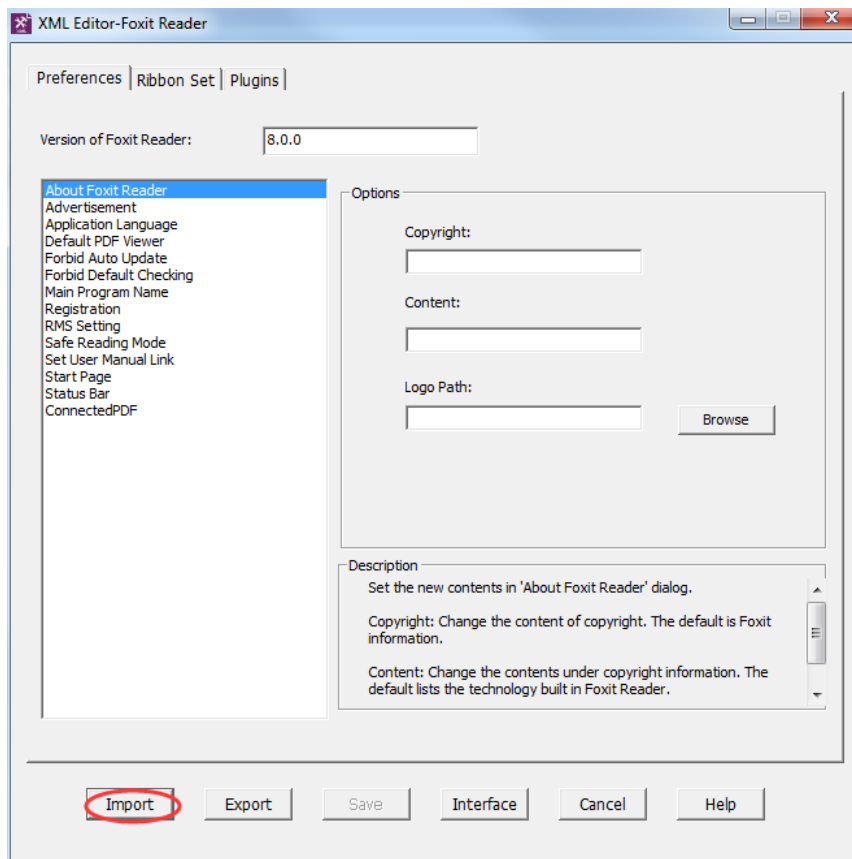 XML Editor-Foxit Reader
Preferences Ribbon Set Plugins
Version of Foxit Reader: 8.0.0
About Foxit Reader
Advertisement
Application Language
Default PDF Viewer
Forbid Auto Update
Forbid Default Checking
Main Program Name
Registration
RMS Setting
Safe Reading Mode
Set User Manual Link
Start Page
Status Bar
ConnectedPDF
Options
Copyright:
Content:
Logo Path:
Browse
Description
Set the new contents in 'About Foxit Reader' dialog.
Copyright: Change the content of copyright. The default is Foxit
information.
Content: Change the contents under copyright information. The
default lists the technology built in Foxit Reader.
Import Export Save Interface Cancel Help